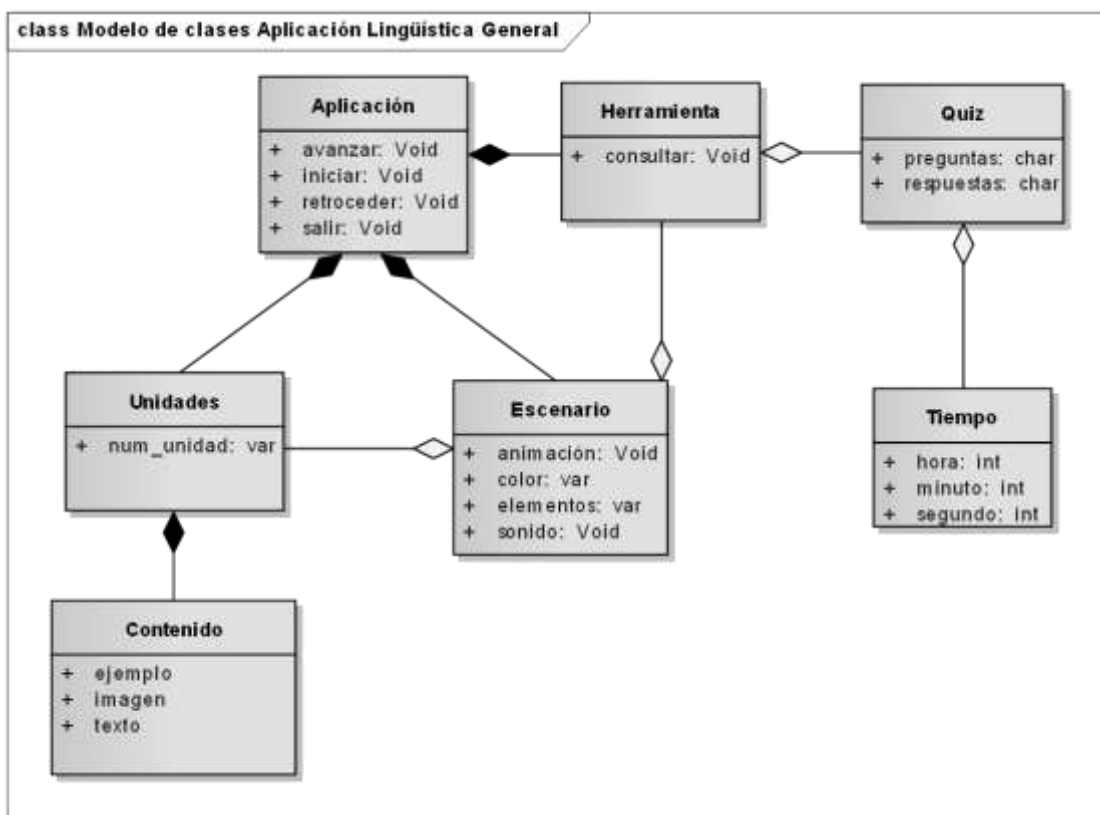 class Modelo de clases Aplicación Lingüística General
Aplicación
+ avanzar: Void
+ iniciar: Void
+ retroceder: Void
+ salir: Void
Herramienta
+ consultar: Void
Quiz
+ preguntas: char
+ respuestas: char
Unidades
+ num_unidad: var
Escenario
+ animación: Void
+ color: var
+ elementos: var
+ sonido: Void
Tiempo
+ hora: int
+ minuto: int
+ segundo: int
Contenido
+ ejemplo
+ imagen
+ texto